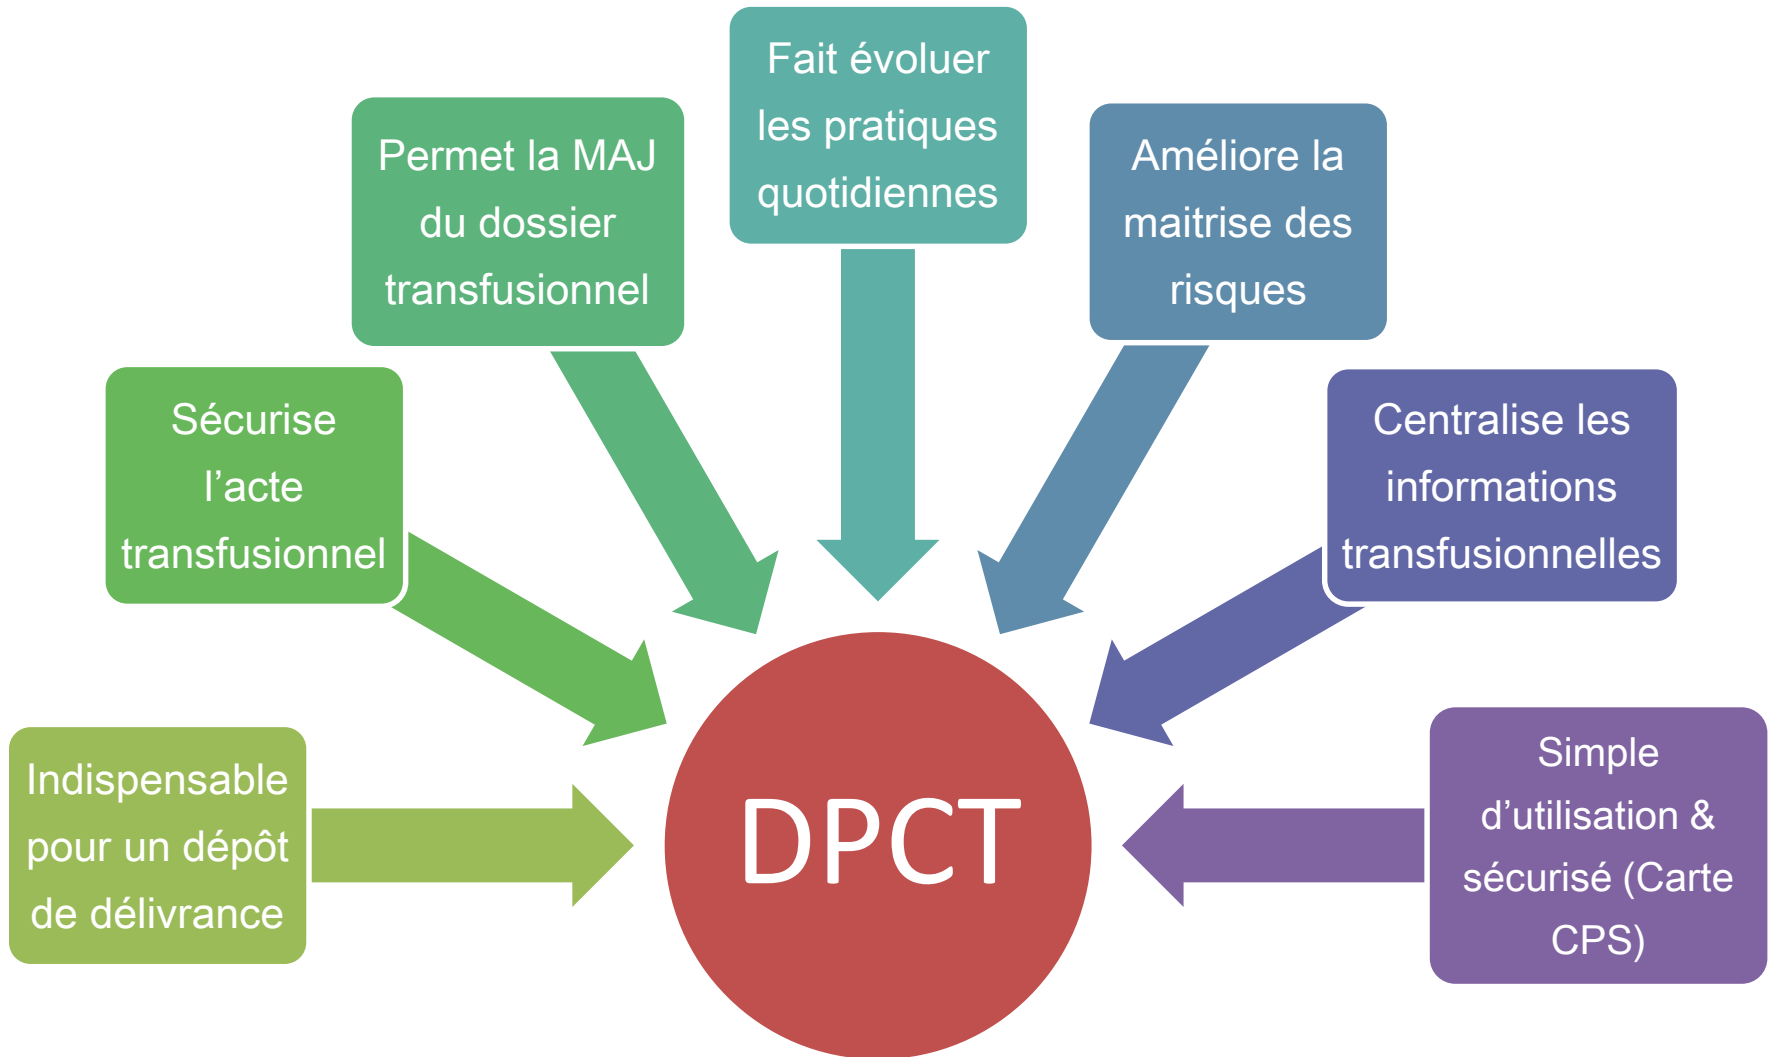 Indispensable
pour un dépôt
de délivrance
Sécurise
l’acte
transfusionnel
Permet la MAJ
du dossier
transfusionnel
Fait évoluer
les pratiques
quotidiennes
Améliore la
maitrise des
risques
Centralise les
informations
transfusionnelles
Simple
d’utilisation &
sécurisé (Carte
CPS)
DPCT